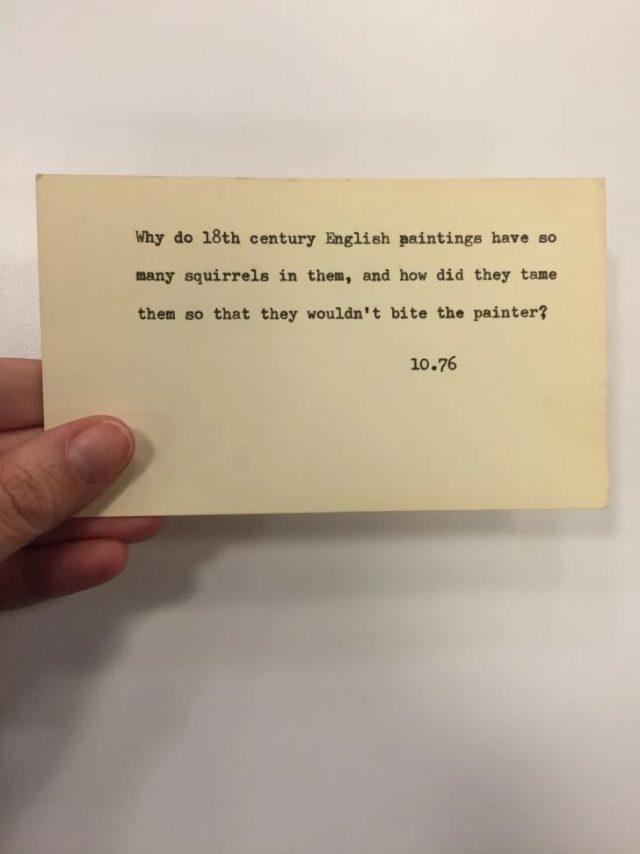 Why do 18th century English paintings have so
many squirrels in them, and how did they tame
them so that they wouldn't bite the painter?
10.76